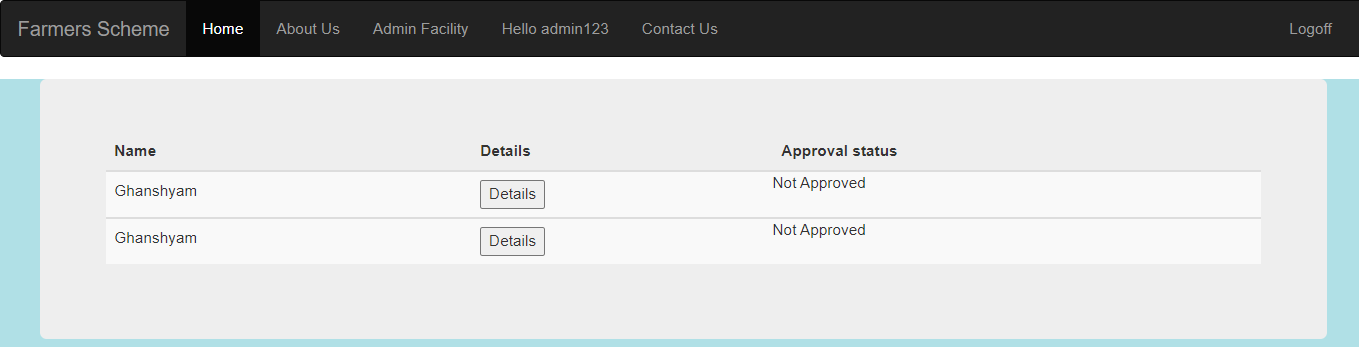 Farmers Scheme Home About Us Admin Facility Hello admin123 Contact Us Logoff
Name Details Approval status
Ghanshyam Details Not Approved
Ghanshyam Details Not Approved